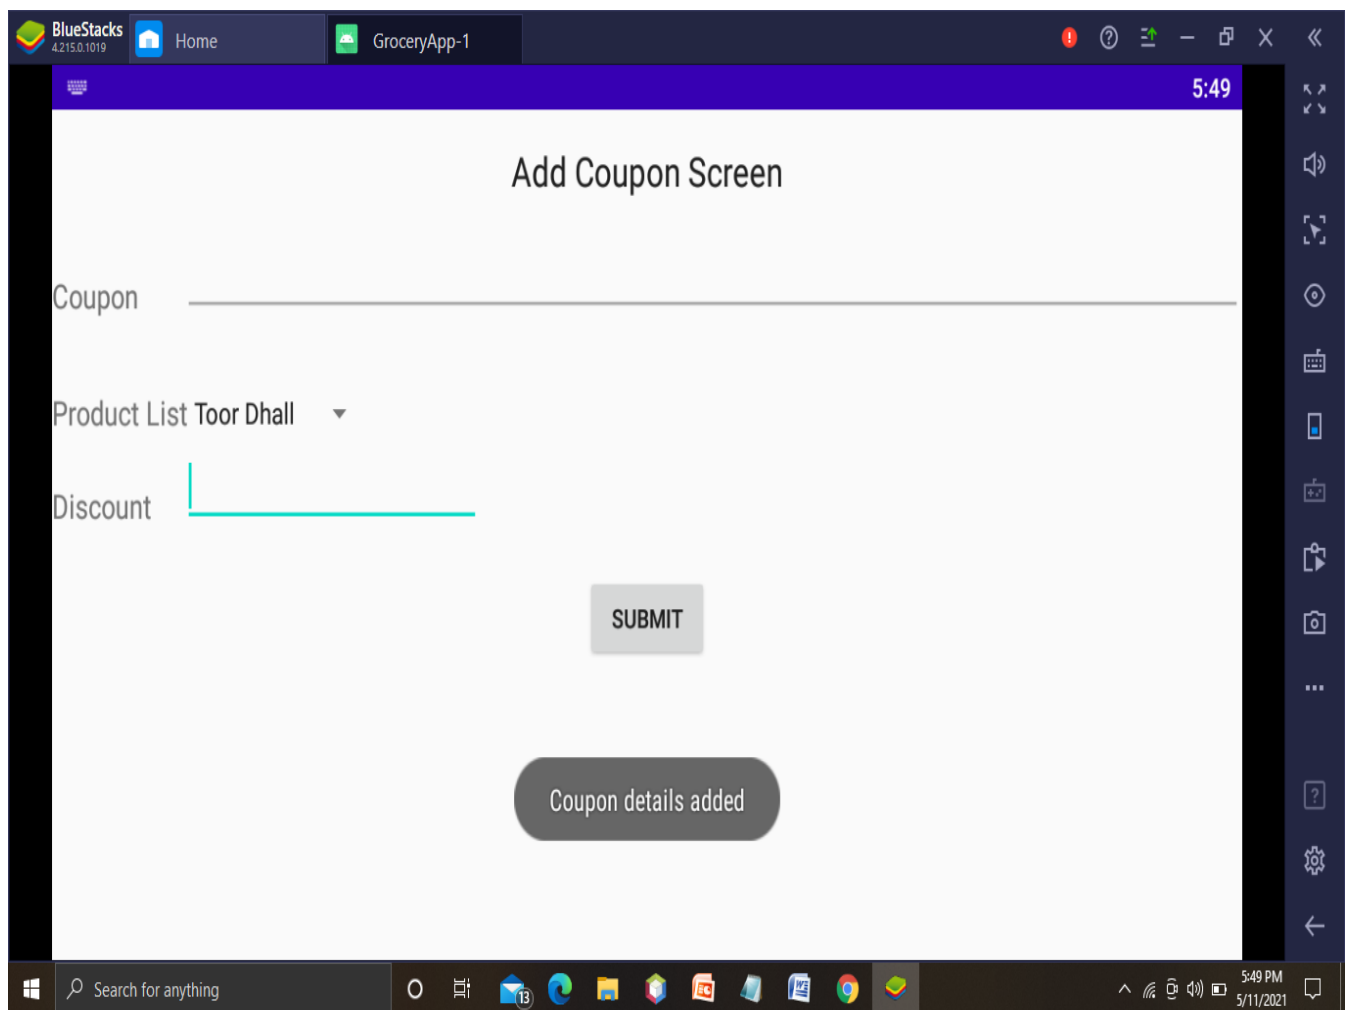 BlueStacks
4.215.0.1019
Home
GroceryApp-1
5:49
Add Coupon Screen
Coupon
Product List Toor Dhall
Discount
SUBMIT
Coupon details added
Search for anything
13
5:49 PM
5/11/2021